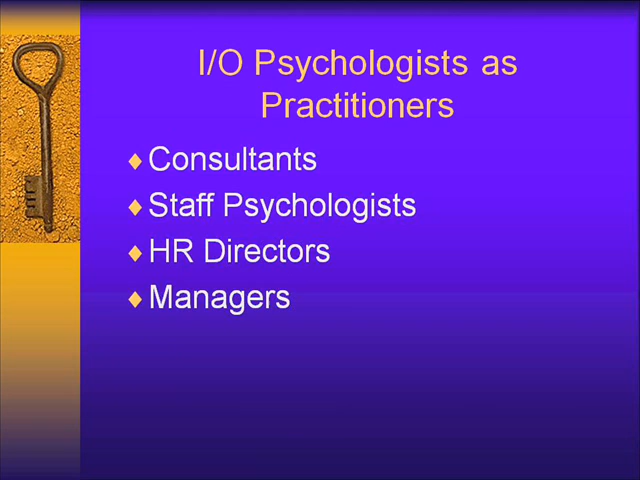 I/O Psychologists as
Practitioners
Consultants
Staff Psychologists
HR Directors
Managers